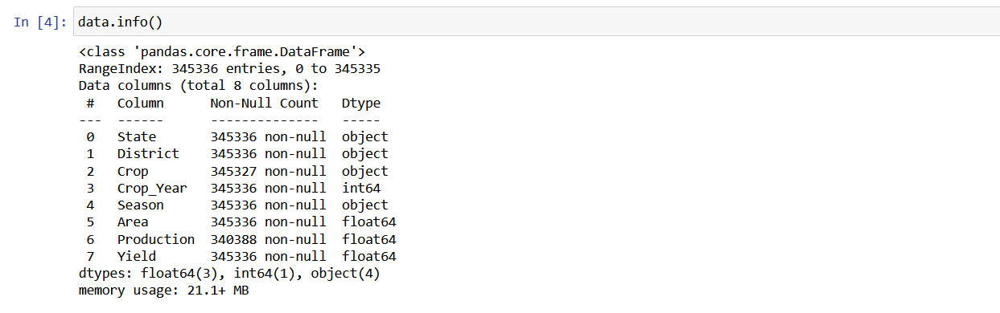 In [4]: data.info()
<class 'pandas.core.frame.DataFrame'>
RangeIndex: 345336 entries, 0 to 345335
Data columns (total 8 columns):
 #   Column      Non-Null Count   Dtype
---  ------      --------------   -----
 0   State       345336 non-null  object
 1   District    345336 non-null  object
 2   Crop        345327 non-null  object
 3   Crop_Year   345336 non-null  int64
 4   Season      345336 non-null  object
 5   Area        345336 non-null  float64
 6   Production  340388 non-null  float64
 7   Yield       345336 non-null  float64
dtypes: float64(3), int64(1), object(4)
memory usage: 21.1+ MB